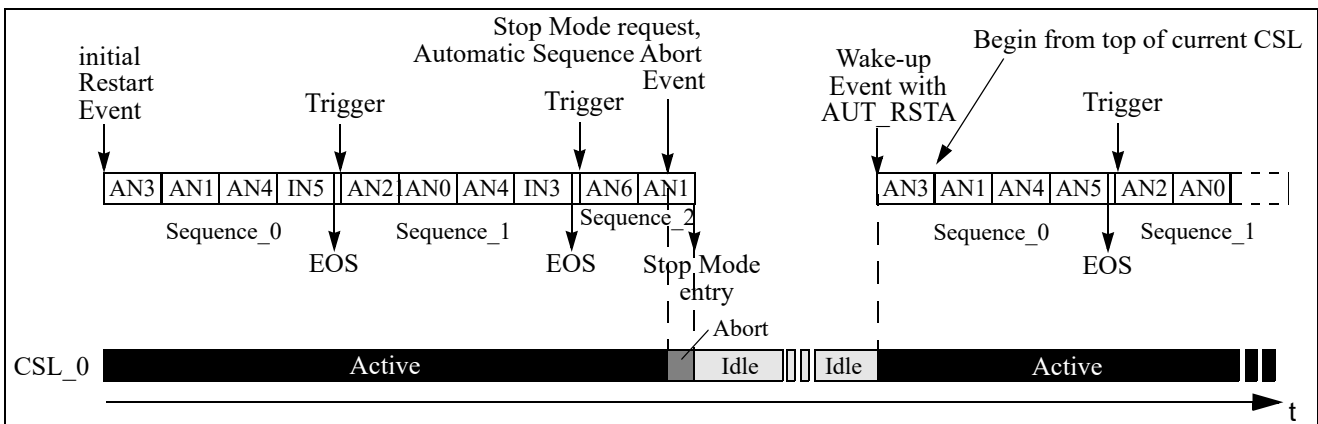 Stop Mode request,
Automatic Sequence Abort
Event
initial
Restart
Event
Trigger
Trigger
Wake-up
Event with
AUT_RSTA
Begin from top of current CSL
Trigger
AN3 AN1 AN4 IN5 AN21AN0 AN4 IN3 AN6 AN1
AN3 AN1 AN4 AN5 AN2 AN0
Sequence_0
Sequence_1
Sequence_2
Sequence_0
Sequence_1
EOS
EOS
Stop Mode
entry
EOS
Abort
CSL_0
Active
Idle
Idle
Active
t